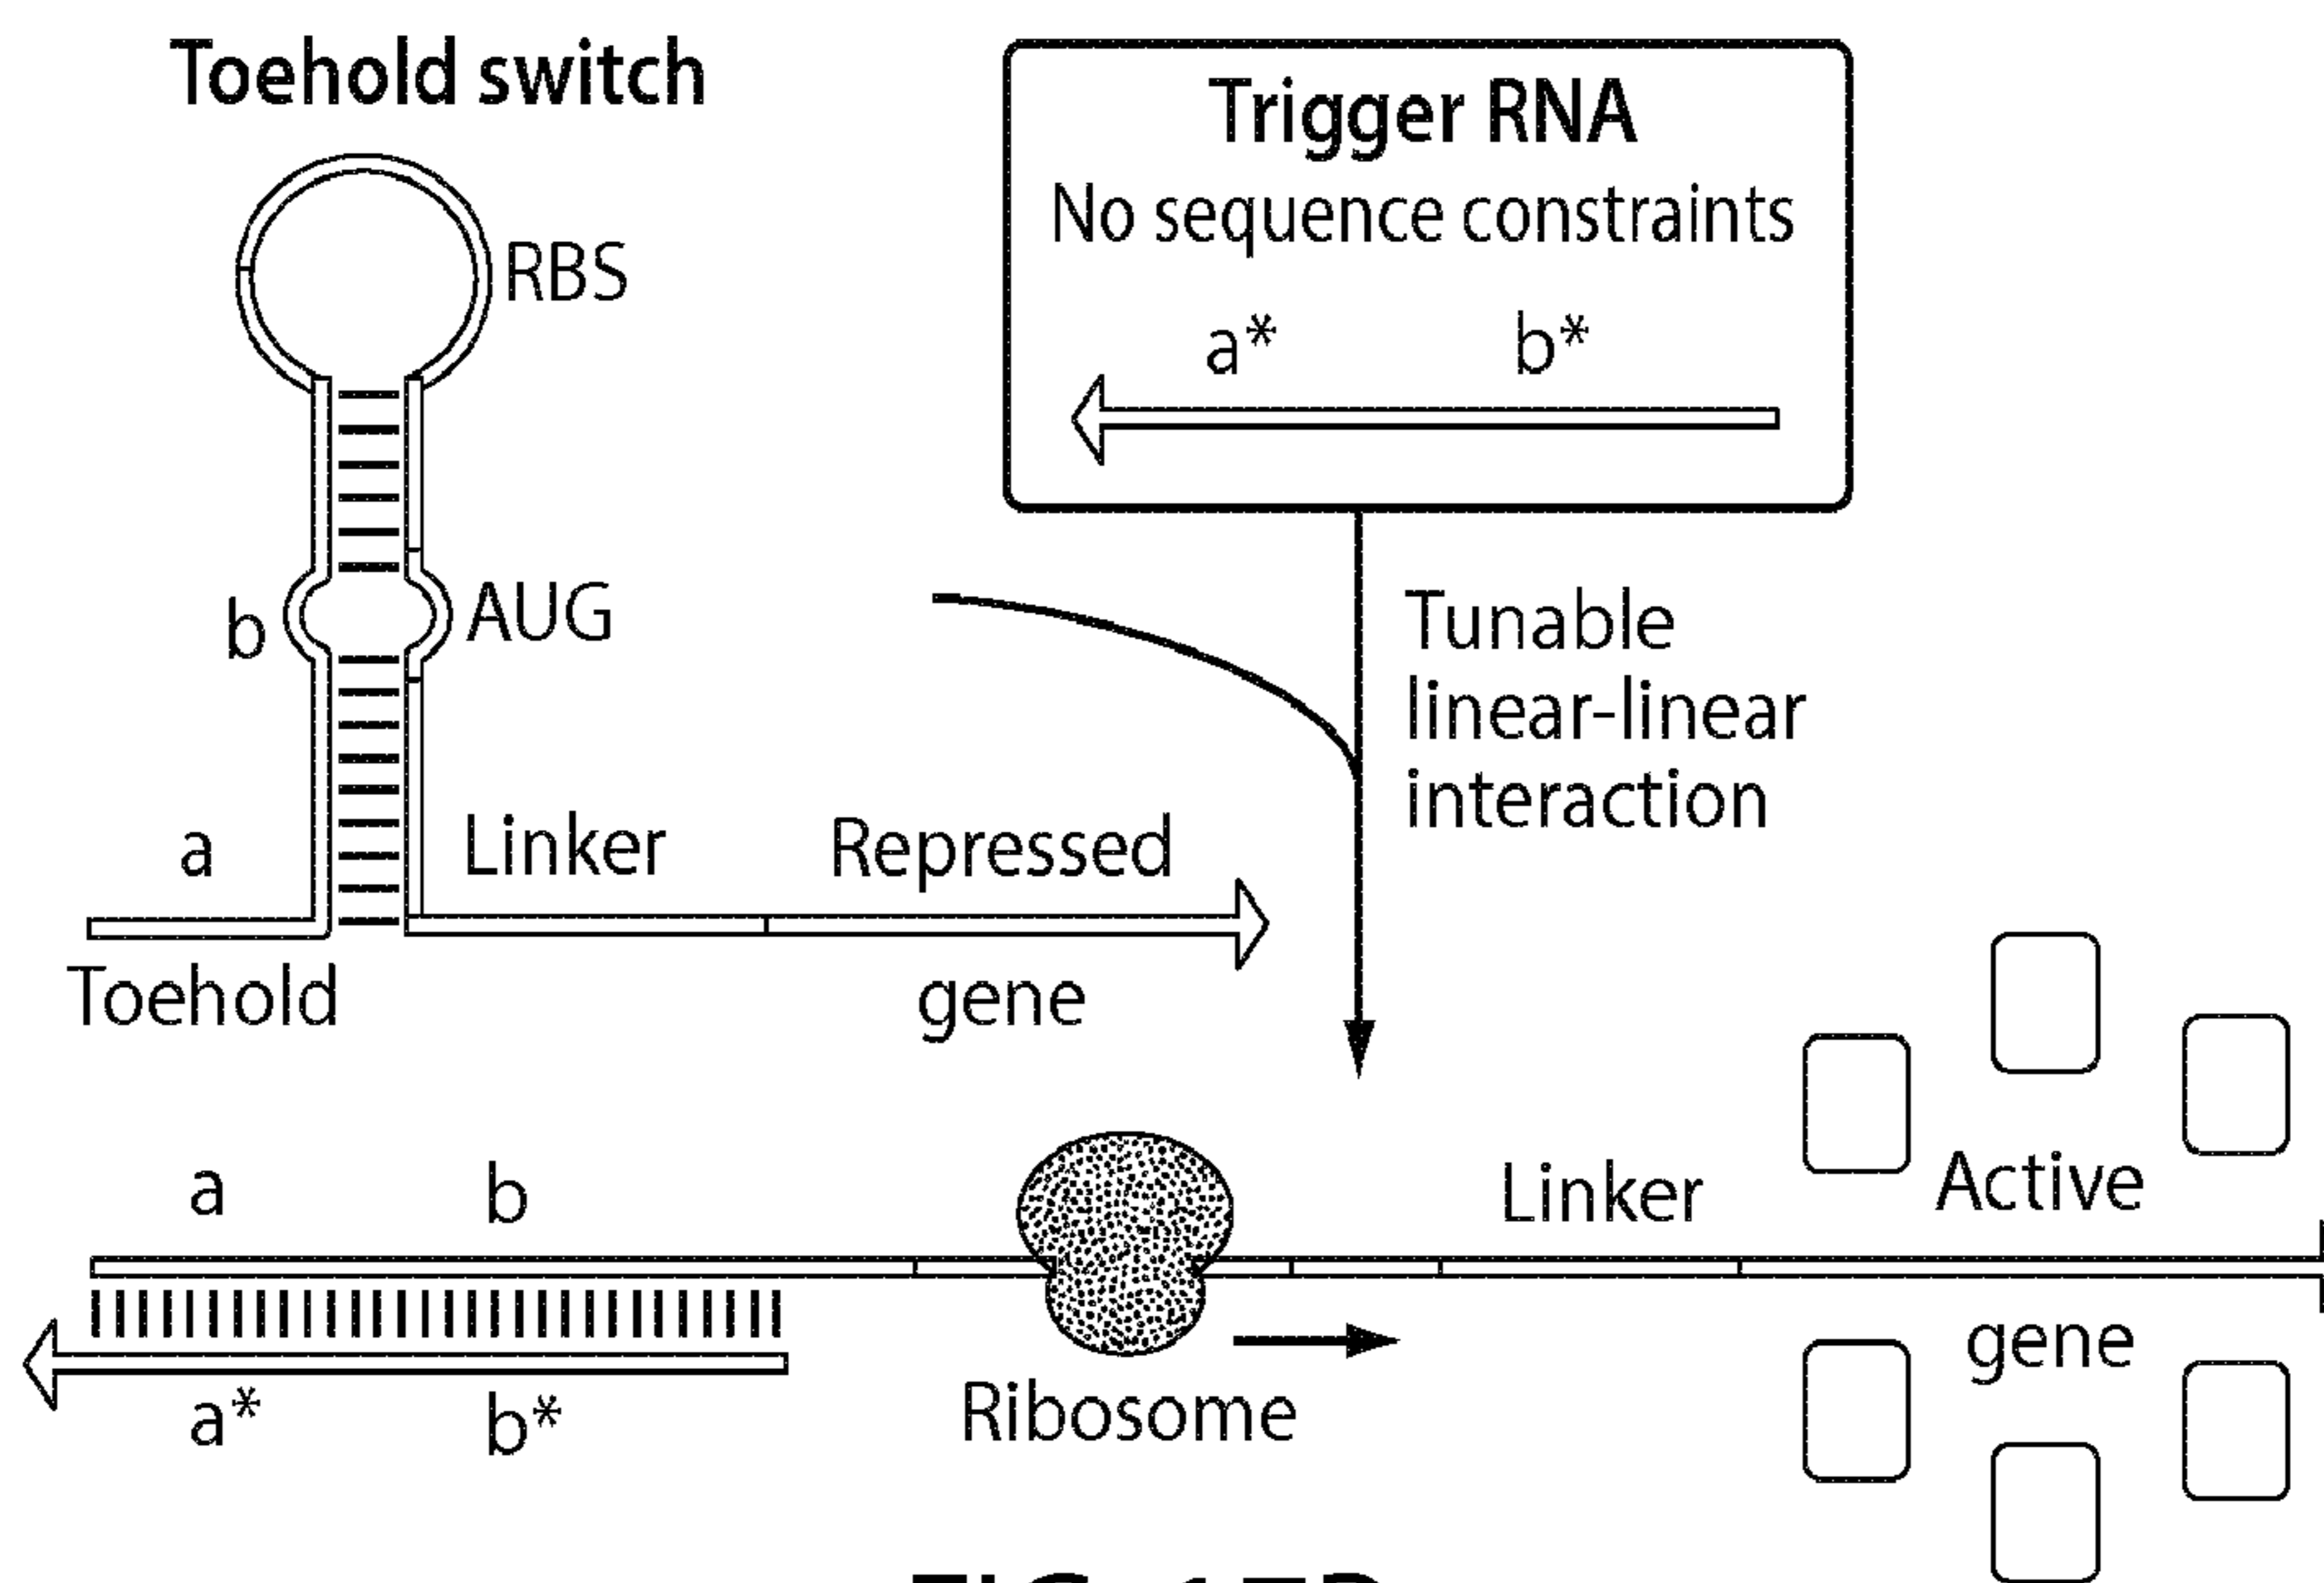 Toehold switch
RBS
b
AUG
a
Linker
Repressed
Toehold
gene
Trigger RNA
No sequence constraints
a*
b*
Tunable
linear-linear
interaction
a
b
Linker
Active
gene
a*
b*
Ribosome